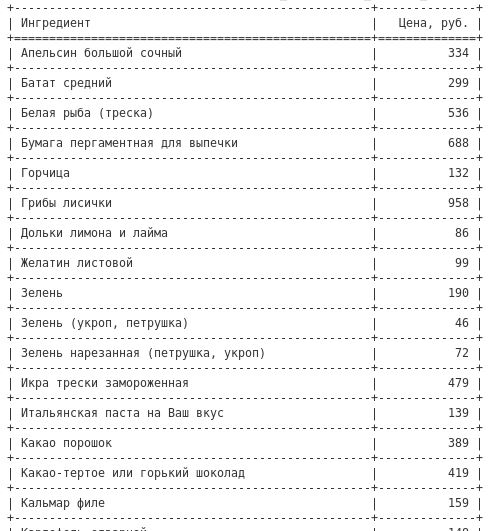 Ингредиент | Цена, руб.
Апельсин большой сочный | 334
Батат средний | 299
Белая рыба (треска) | 536
Бумага пергаментная для выпечки | 688
Горчица | 132
Грибы лисички | 958
Дольки лимона и лайма | 86
Желатин листовой | 99
Зелень | 190
Зелень (укроп, петрушка) | 46
Зелень нарезанная (петрушка, укроп) | 72
Икра трески замороженная | 479
Итальянская паста на Ваш вкус | 139
Какао порошок | 389
Какао-тертое или горький шоколад | 419
Кальмар филе | 159